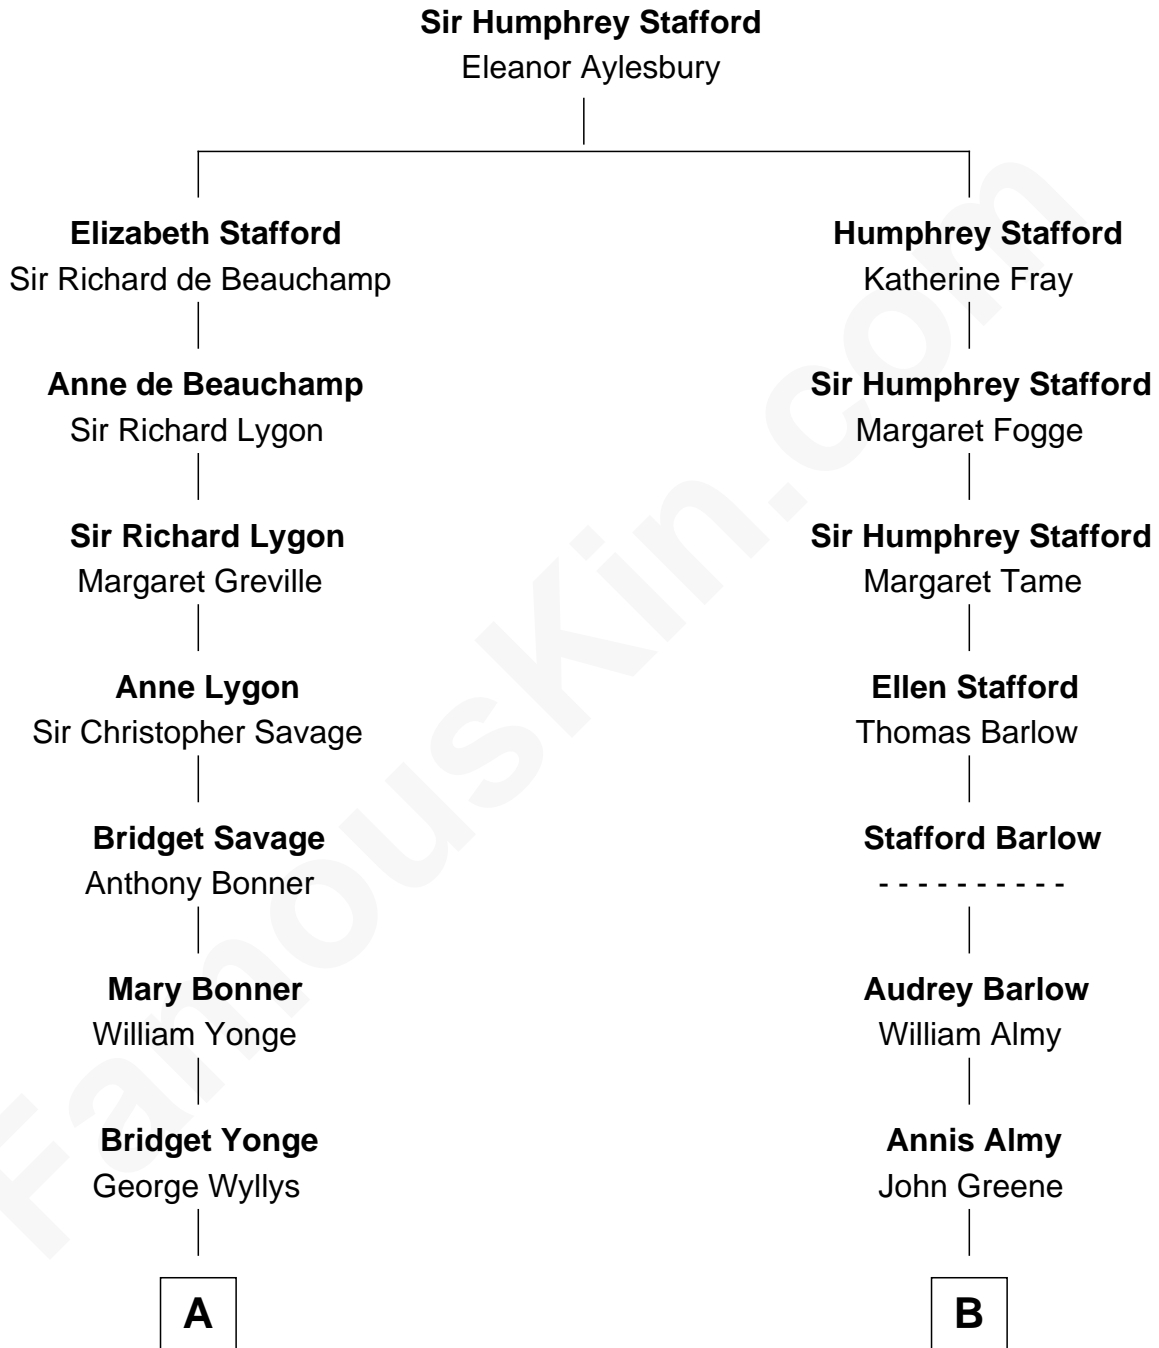 Sir Humphrey Stafford
Eleanor Aylesbury
Elizabeth Stafford
Sir Richard de Beauchamp
Anne de Beauchamp
Sir Richard Lygon
Sir Richard Lygon
Margaret Greville
Anne Lygon
Sir Christopher Savage
Bridget Savage
Anthony Bonner
Mary Bonner
William Yonge
Bridget Yonge
George Wyllys
A
Humphrey Stafford
Katherine Fray
Sir Humphrey Stafford
Margaret Fogge
Sir Humphrey Stafford
Margaret Tame
Ellen Stafford
Thomas Barlow
Stafford Barlow
- - - - - - - - - -
Audrey Barlow
William Almy
Annis Almy
John Greene
B
FamousKin.com